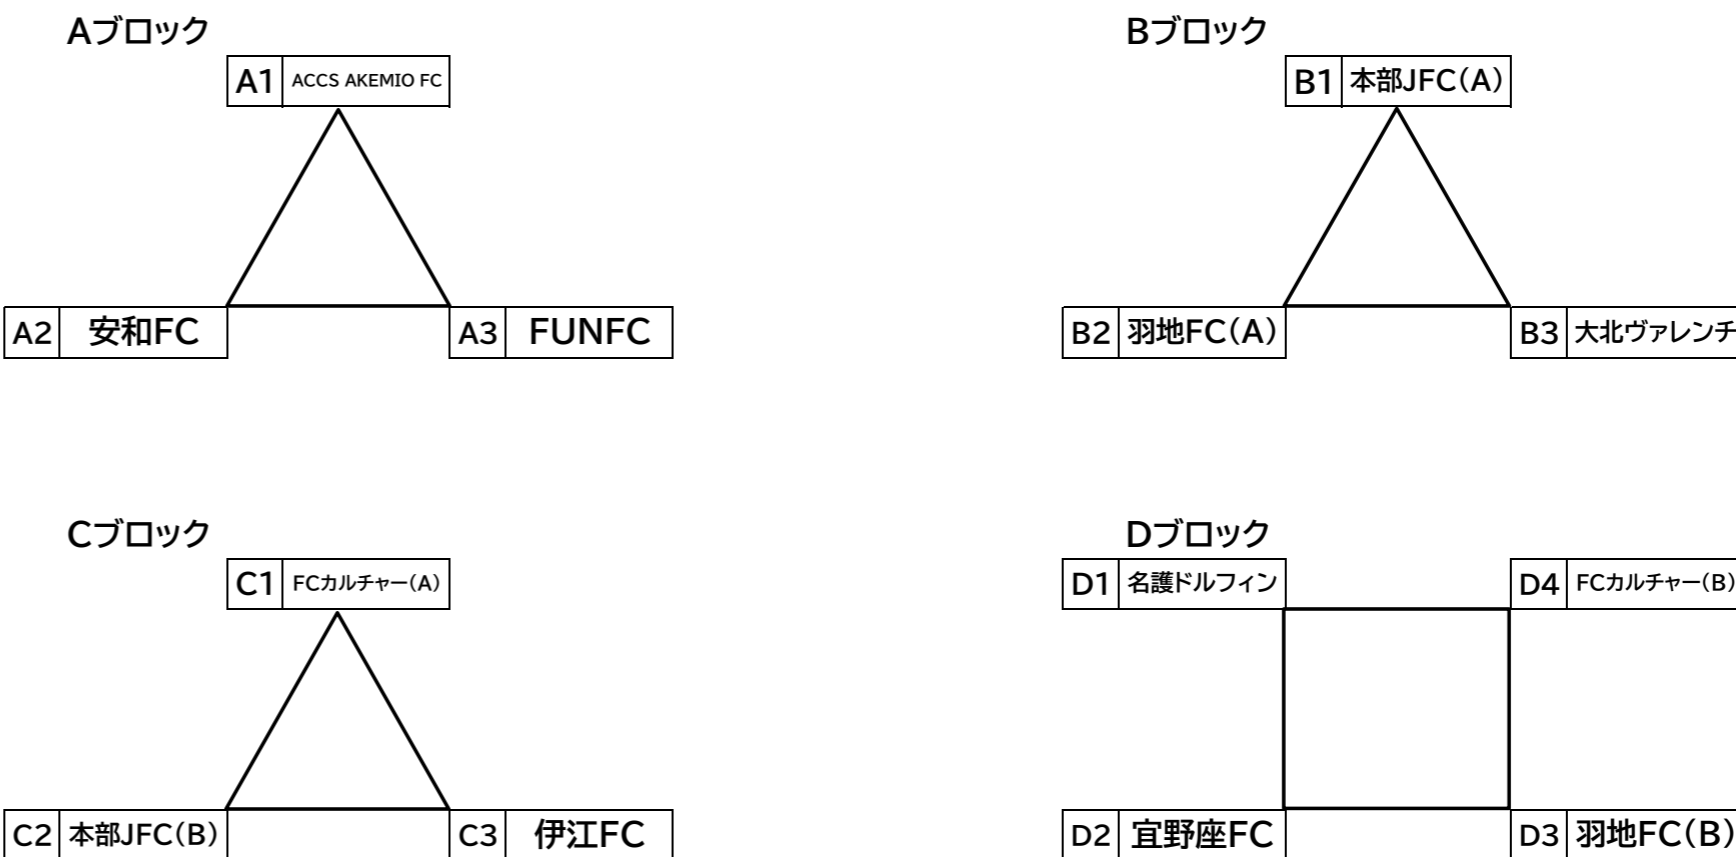 Aブロック
A1 ACCS AKEMIO FC
A2 安和FC
A3 FUNFC
Bブロック
B1 本部JFC(A)
B2 羽地FC(A)
B3 大北ヴァレンチ
Cブロック
C1 FCカルチャー(A)
C2 本部JFC(B)
C3 伊江FC
Dブロック
D1 名護ドルフィン
D4 FCカルチャー(B)
D2 宜野座FC
D3 羽地FC(B)